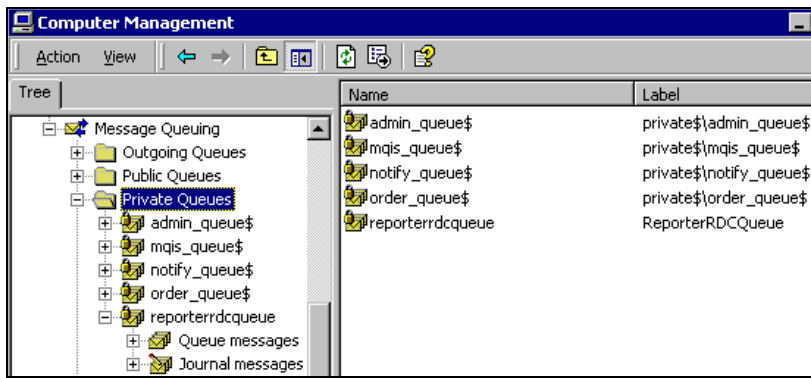 Computer Management
Action View
Tree
Name Label
Message Queuing
Outgoing Queues
Public Queues
Private Queues
admin_queue$
mqis_queue$
notify_queue$
order_queue$
reporterrdcqueue
Queue messages
Journal messages
admin_queue$ private$\admin_queue$
mqis_queue$ private$\mqis_queue$
notify_queue$ private$\notify_queue$
order_queue$ private$\order_queue$
reporterrdcqueue ReporterRDCQueue